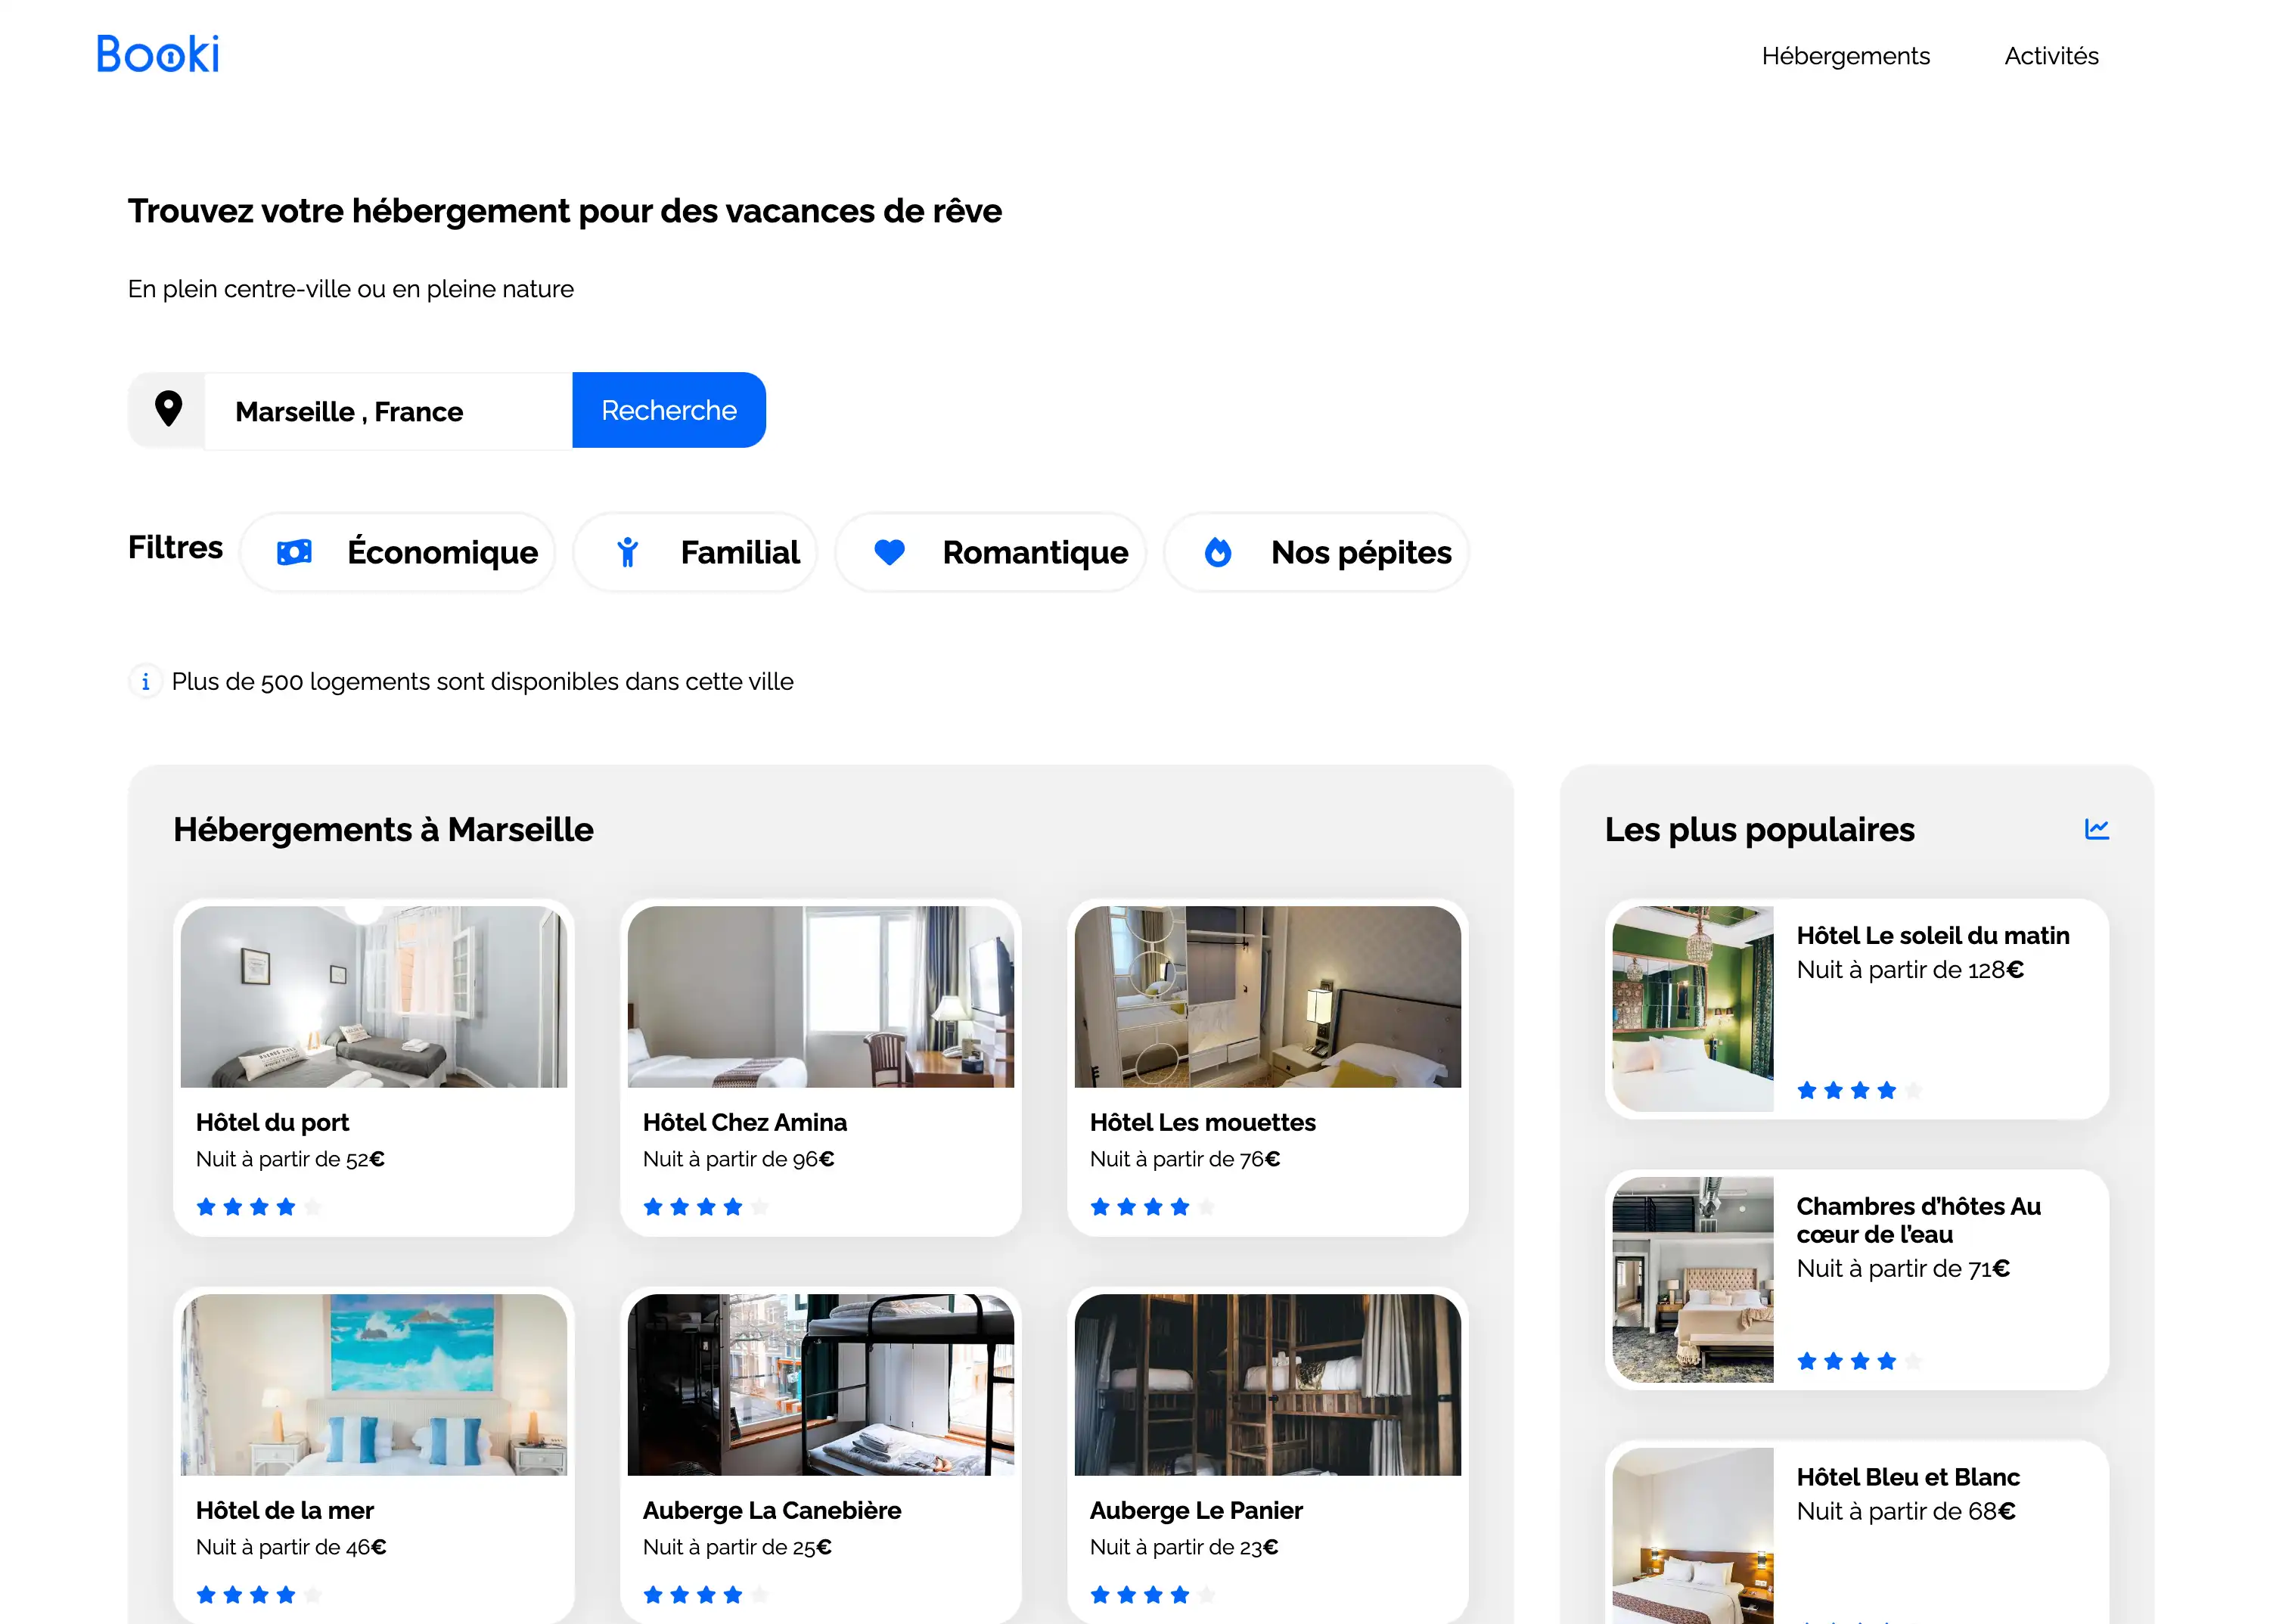 Booki
Hébergements
Activités
Trouvez votre hébergement pour des vacances de rêve
En plein centre-ville ou en pleine nature
Marseille , France
Recherche
Filtres
Économique
Familial
Romantique
Nos pépites
Plus de 500 logements sont disponibles dans cette ville
Hébergements à Marseille
Hôtel du port
Nuit à partir de 52€
Hôtel Chez Amina
Nuit à partir de 96€
Hôtel Les mouettes
Nuit à partir de 76€
Hôtel de la mer
Nuit à partir de 46€
Auberge La Canebière
Nuit à partir de 25€
Auberge Le Panier
Nuit à partir de 23€
Les plus populaires
Hôtel Le soleil du matin
Nuit à partir de 128€
Chambres d’hôtes Au
cœur de l’eau
Nuit à partir de 71€
Hôtel Bleu et Blanc
Nuit à partir de 68€